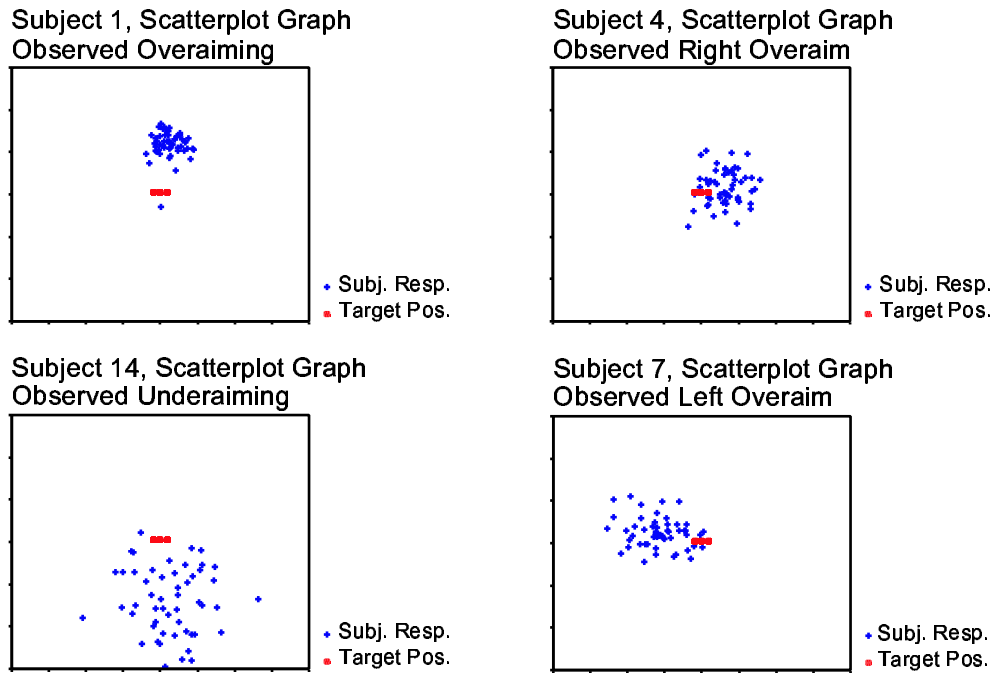 Subject 1, Scatterplot Graph
Observed Overaiming
Subj. Resp.
Target Pos.
Subject 4, Scatterplot Graph
Observed Right Overaim
Subj. Resp.
Target Pos.
Subject 14, Scatterplot Graph
Observed Underaiming
Subj. Resp.
Target Pos.
Subject 7, Scatterplot Graph
Observed Left Overaim
Subj. Resp.
Target Pos.